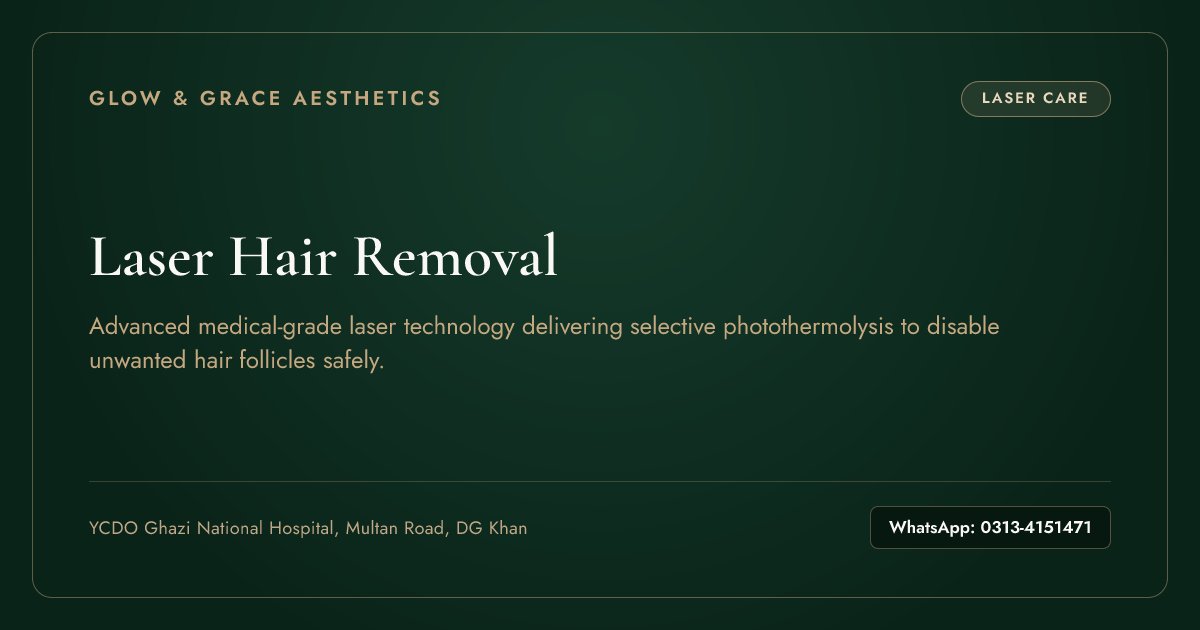 GLOW & GRACE AESTHETICS
LASER CARE
Laser Hair Removal
Advanced medical-grade laser technology delivering selective photothermolysis to disable
unwanted hair follicles safely.
YCDO Ghazi National Hospital, Multan Road, DG Khan
WhatsApp: 0313-4151471